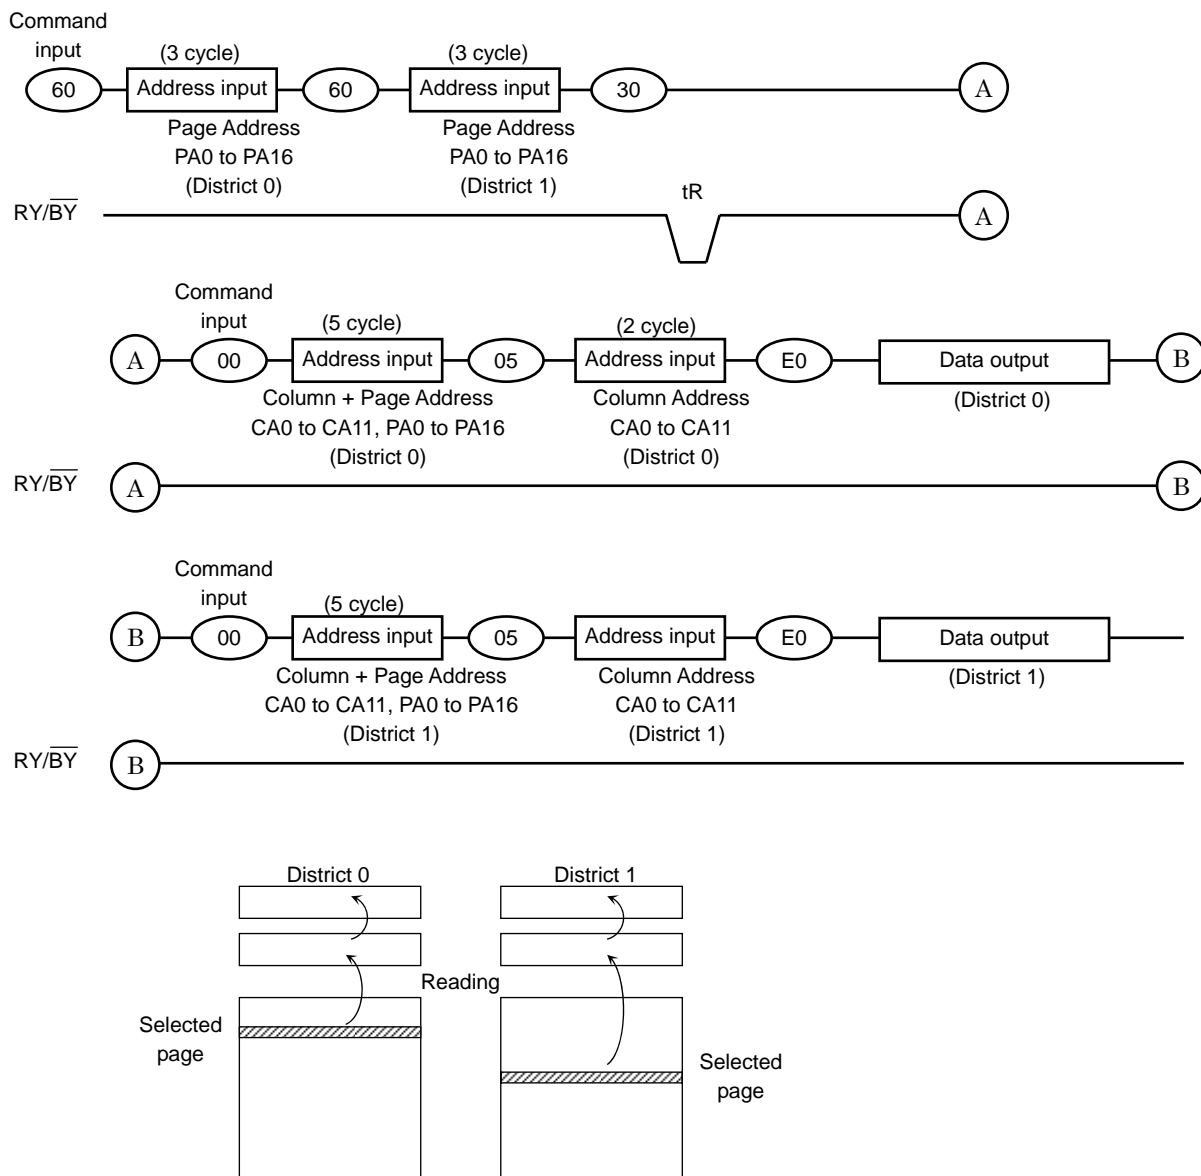 Command
input
(3 cycle) (3 cycle)
60 Address input 60 Address input 30 A
Page Address Page Address
PA0 to PA16 PA0 to PA16
(District 0) (District 1)
tR
RY/B̅Y̅ A
Command
input
(5 cycle) (2 cycle)
A 00 Address input 05 Address input E0 Data output B
Column + Page Address Column Address (District 0)
CA0 to CA11, PA0 to PA16 CA0 to CA11
(District 0) (District 0)
RY/B̅Y̅ A B
Command
input
(5 cycle)
B 00 Address input 05 Address input E0 Data output
Column + Page Address Column Address (District 1)
CA0 to CA11, PA0 to PA16 CA0 to CA11
(District 1) (District 1)
RY/B̅Y̅ B
District 0 District 1
Reading
Selected
page
Selected
page